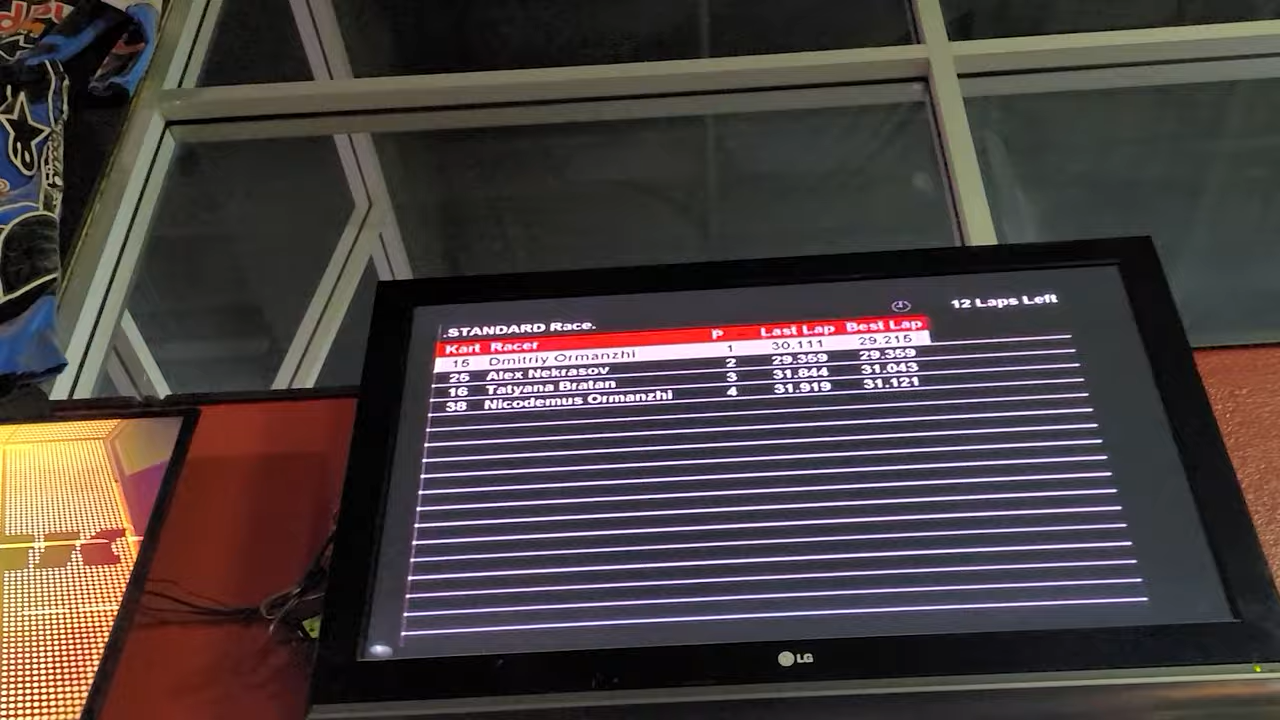 12 Laps Left
.STANDARD Race.
Kart Racer P Last Lap Best Lap
15 Dmitriy Ormanzhi 1 30.111 29.215
25 Alex Nekrasov 2 29.359 29.359
16 Tatyana Bratan 3 31.844 31.043
38 Nicodemus Ormanzhi 4 31.919 31.121
LG